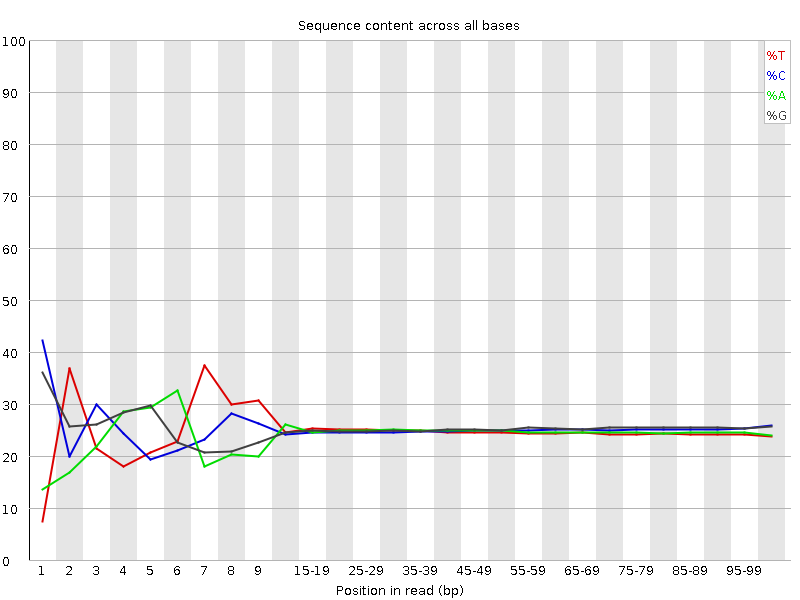 Sequence content across all bases
100
90
80
70
60
50
40
30
20
10
0
%T
%C
%A
%G
1 2 3 4 5 6 7 8 9 15-19 25-29 35-39 45-49 55-59 65-69 75-79 85-89 95-99
Position in read (bp)